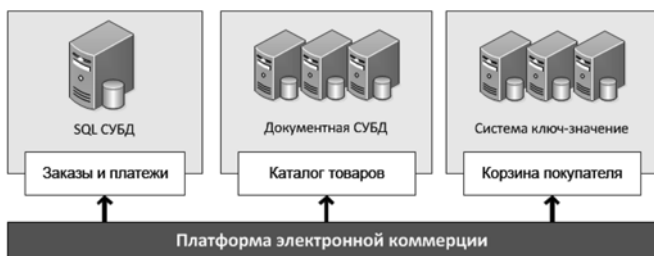 SQL СУБД
Документная СУБД
Система ключ-значение
Заказы и платежи
Каталог товаров
Корзина покупателя
Платформа электронной коммерции